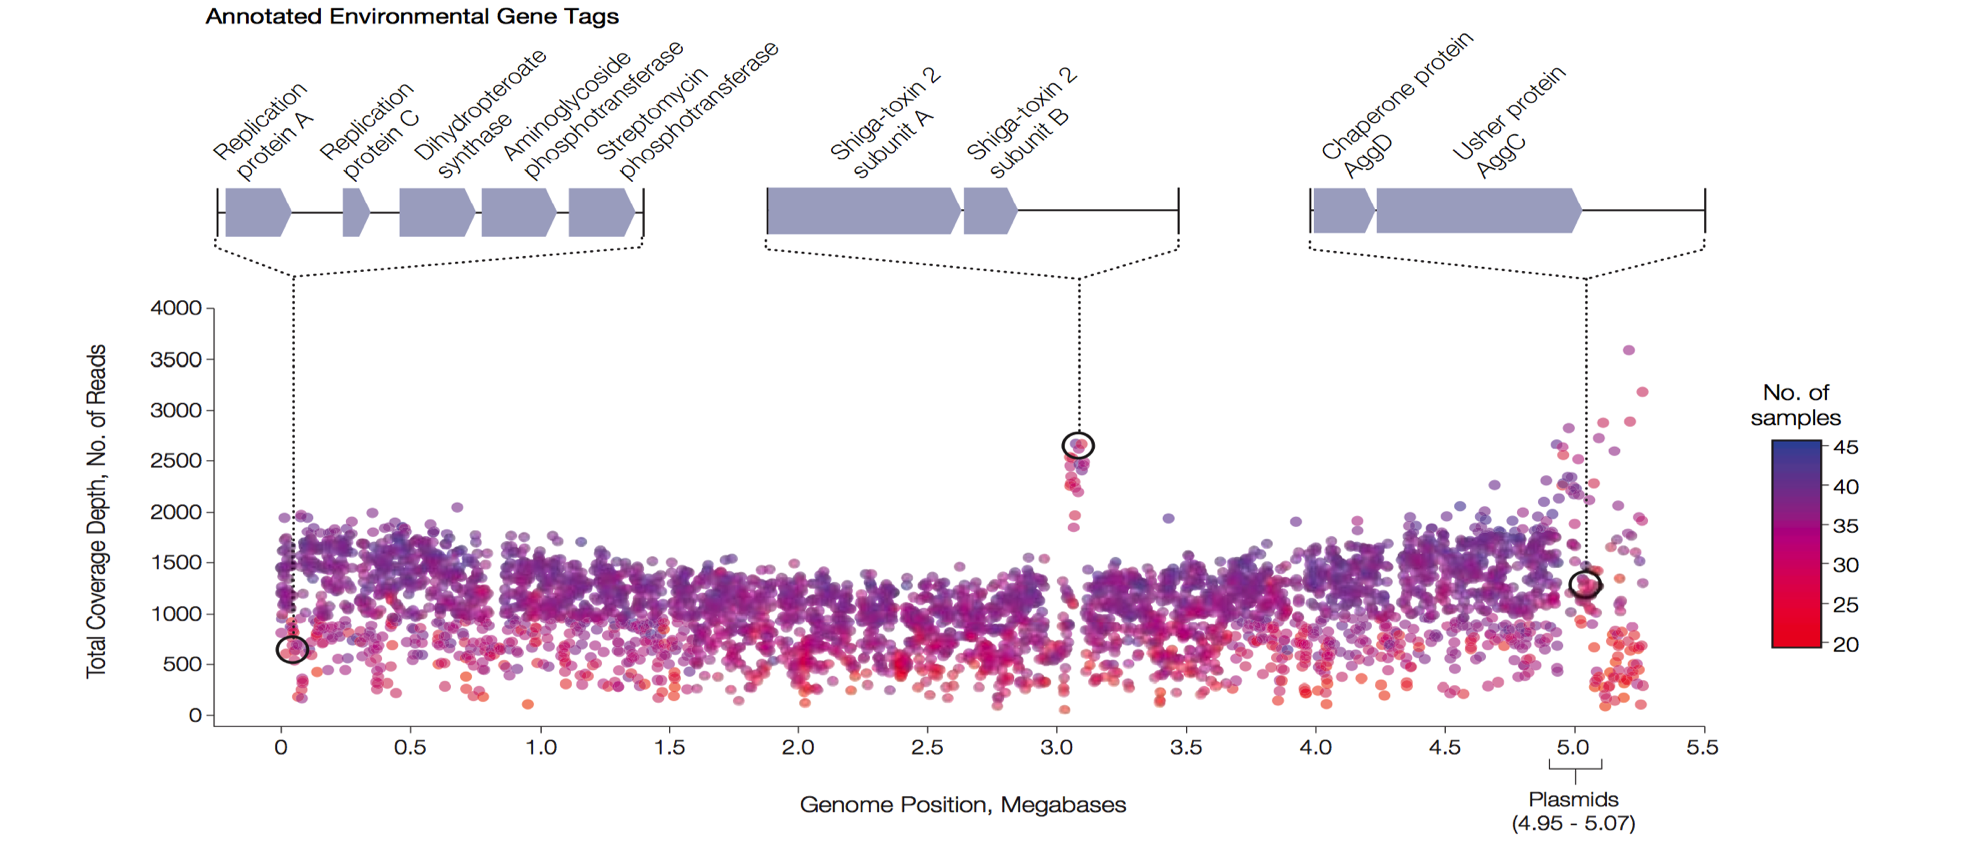 Annotated Environmental Gene Tags
Replication
protein A
Replication
protein C
Dihydropteroate
synthase
Aminoglycoside
phosphotransferase
Streptomycin
phosphotransferase
Shiga-toxin 2
subunit A
Shiga-toxin 2
subunit B
Chaperone protein
AggD
Usher protein
AggC
Total Coverage Depth, No. of Reads
4000
3500
3000
2500
2000
1500
1000
500
0
0 0.5 1.0 1.5 2.0 2.5 3.0 3.5 4.0 4.5 5.0 5.5
Genome Position, Megabases
Plasmids
(4.95 - 5.07)
No. of
samples
45
40
35
30
25
20